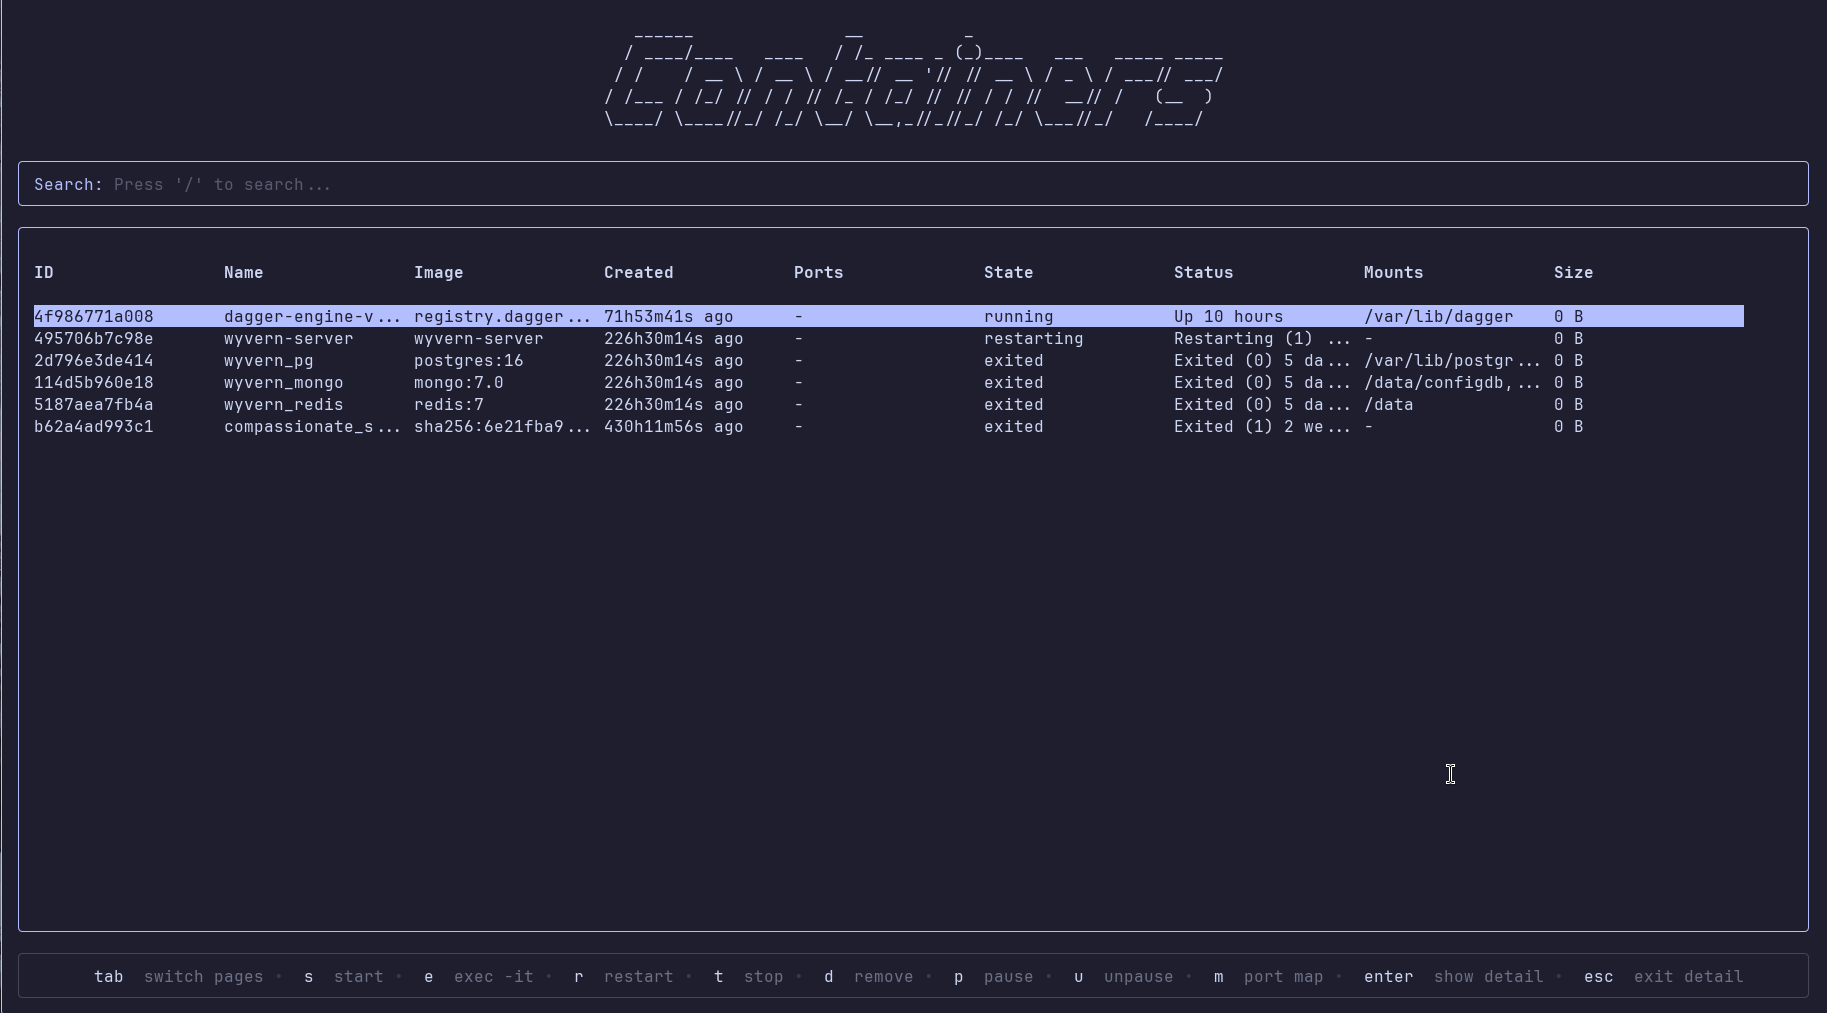 Containers
Search: Press '/' to search...
ID Name Image Created Ports State Status Mounts Size
4f986771a008 dagger-engine-v... registry.dagger... 71h53m41s ago - running Up 10 hours /var/lib/dagger 0 B
495706b7c98e wyvern-server wyvern-server 226h30m14s ago - restarting Restarting (1) ... - 0 B
2d796e3de414 wyvern_pg postgres:16 226h30m14s ago - exited Exited (0) 5 da... /var/lib/postgr... 0 B
114d5b960e18 wyvern_mongo mongo:7.0 226h30m14s ago - exited Exited (0) 5 da... /data/configdb,... 0 B
5187aea7fb4a wyvern_redis redis:7 226h30m14s ago - exited Exited (0) 5 da... /data 0 B
b62a4ad993c1 compassionate_s... sha256:6e21fba9... 430h11m56s ago - exited Exited (1) 2 we... - 0 B
tab switch pages • s start • e exec -it • r restart • t stop • d remove • p pause • u unpause • m port map • enter show detail • esc exit detail